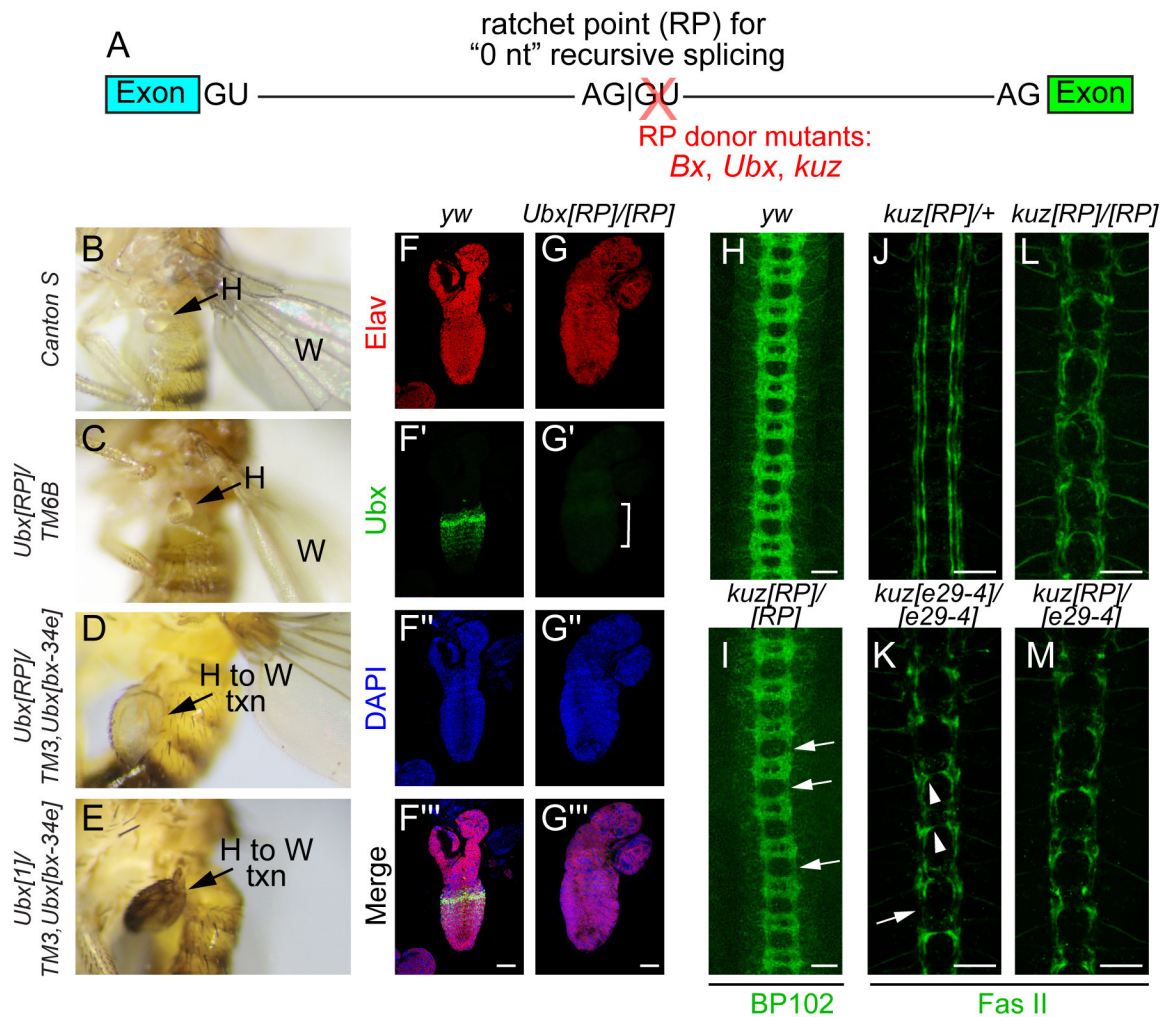 A
ratchet point (RP) for
“0 nt” recursive splicing
Exon GU AG|GU AG Exon
X
RP donor mutants:
Bx, Ubx, kuz
yw
Ubx[RP]/[RP]
yw
kuz[RP]/+
kuz[RP]/[RP]
Canton S
B
H
W
Ubx[RP]/
TM6B
C
H
W
Ubx[RP]/
TM3,Ubx[bx-34e]
D
H to W
txn
Ubx[1]/
TM3,Ubx[bx-34e]
E
H to W
txn
Elav
F
G
Ubx
F'
G'
DAPI
F''
G''
Merge
F'''
G'''
H
J
L
kuz[RP]/
[RP]
kuz[e29-4]/
[e29-4]
kuz[RP]/
[e29-4]
I
K
M
BP102
Fas II